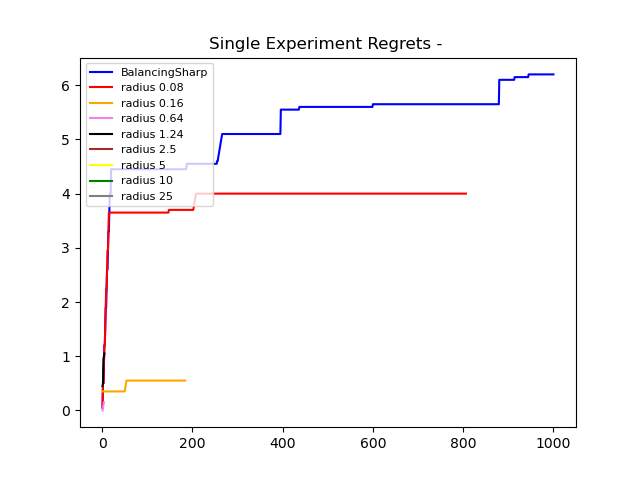 Single Experiment Regrets -
BalancingSharp
radius 0.08
radius 0.16
radius 0.64
radius 1.24
radius 2.5
radius 5
radius 10
radius 25
6
5
4
3
2
1
0
0 200 400 600 800 1000